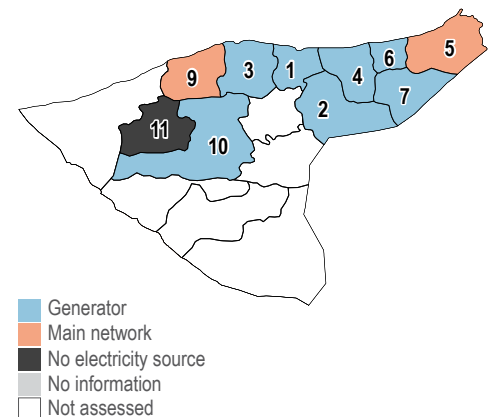 5
6
3
1
4
9
7
2
11
10
Generator
Main network
No electricity source
No information
Not assessed